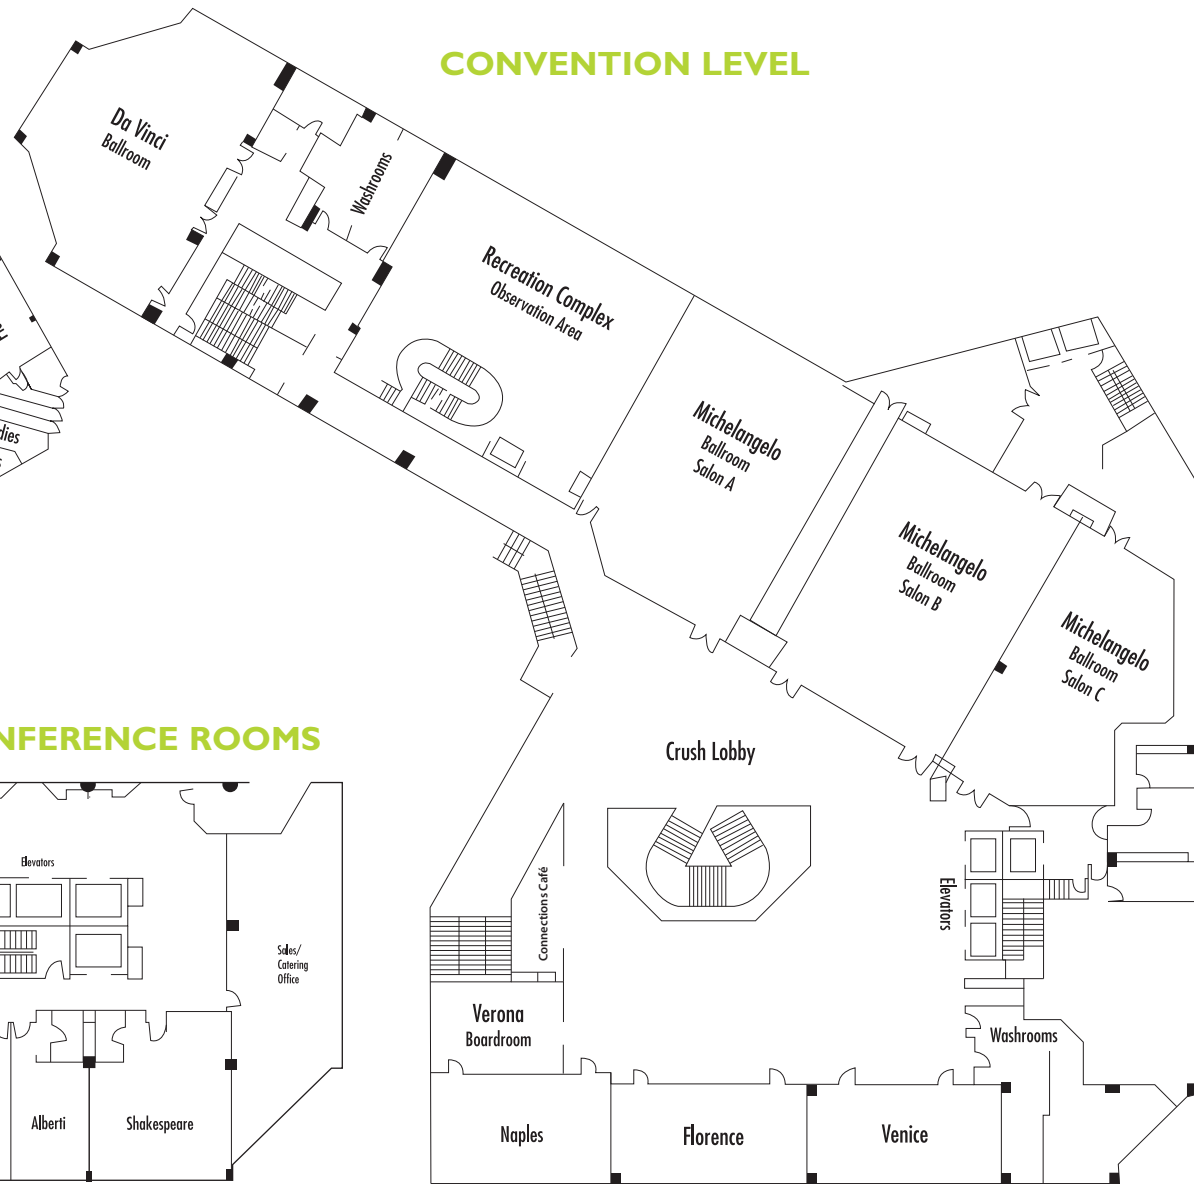 CONVENTION LEVEL
Da Vinci
Ballroom
Washrooms
Recreation Complex
Observation Area
Michelangelo
Ballroom
Salon A
Michelangelo
Ballroom
Salon B
Michelangelo
Ballroom
Salon C
dies
NFERENCE ROOMS
Crush Lobby
Elevators
Connections Café
Elevators
Sales/
Catering
Office
Verona
Boardroom
Washrooms
Alberti
Shakespeare
Naples
Florence
Venice